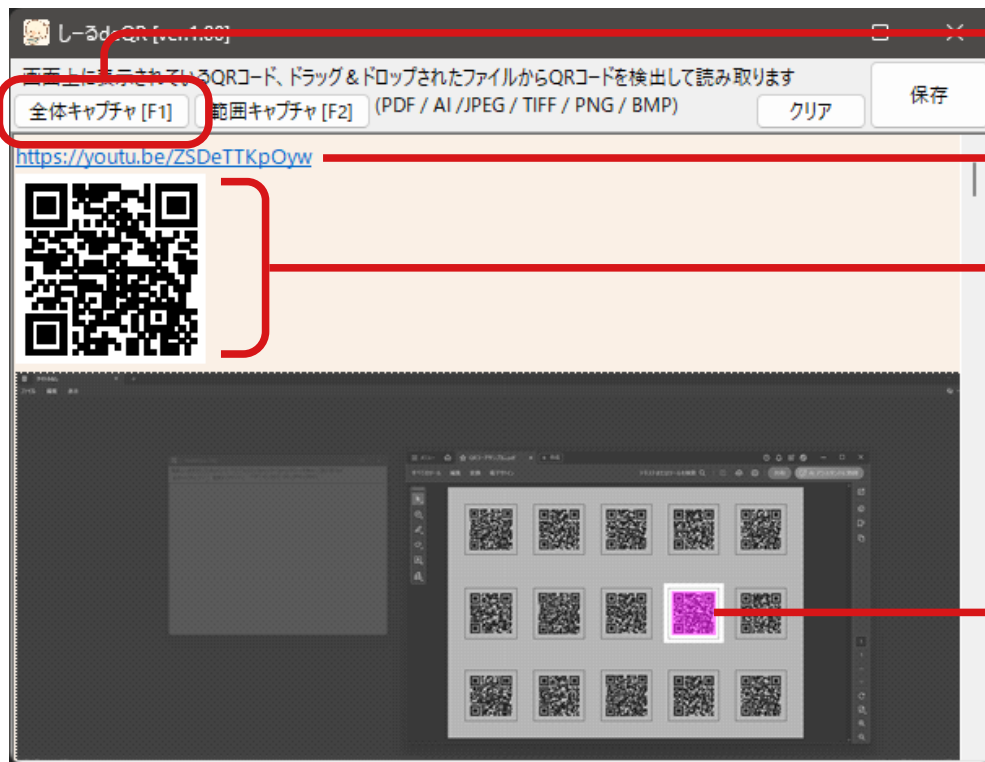 しーるdeQR [ver.1.80]
画面上に表示されているQRコード、ドラッグ&ドロップされたファイルからQRコードを検出して読み取ります
全体キャプチャ [F1]
範囲キャプチャ [F2]
(PDF / AI /JPEG / TIFF / PNG / BMP)
クリア
保存
https://youtu.be/ZSDeTTKpOyw